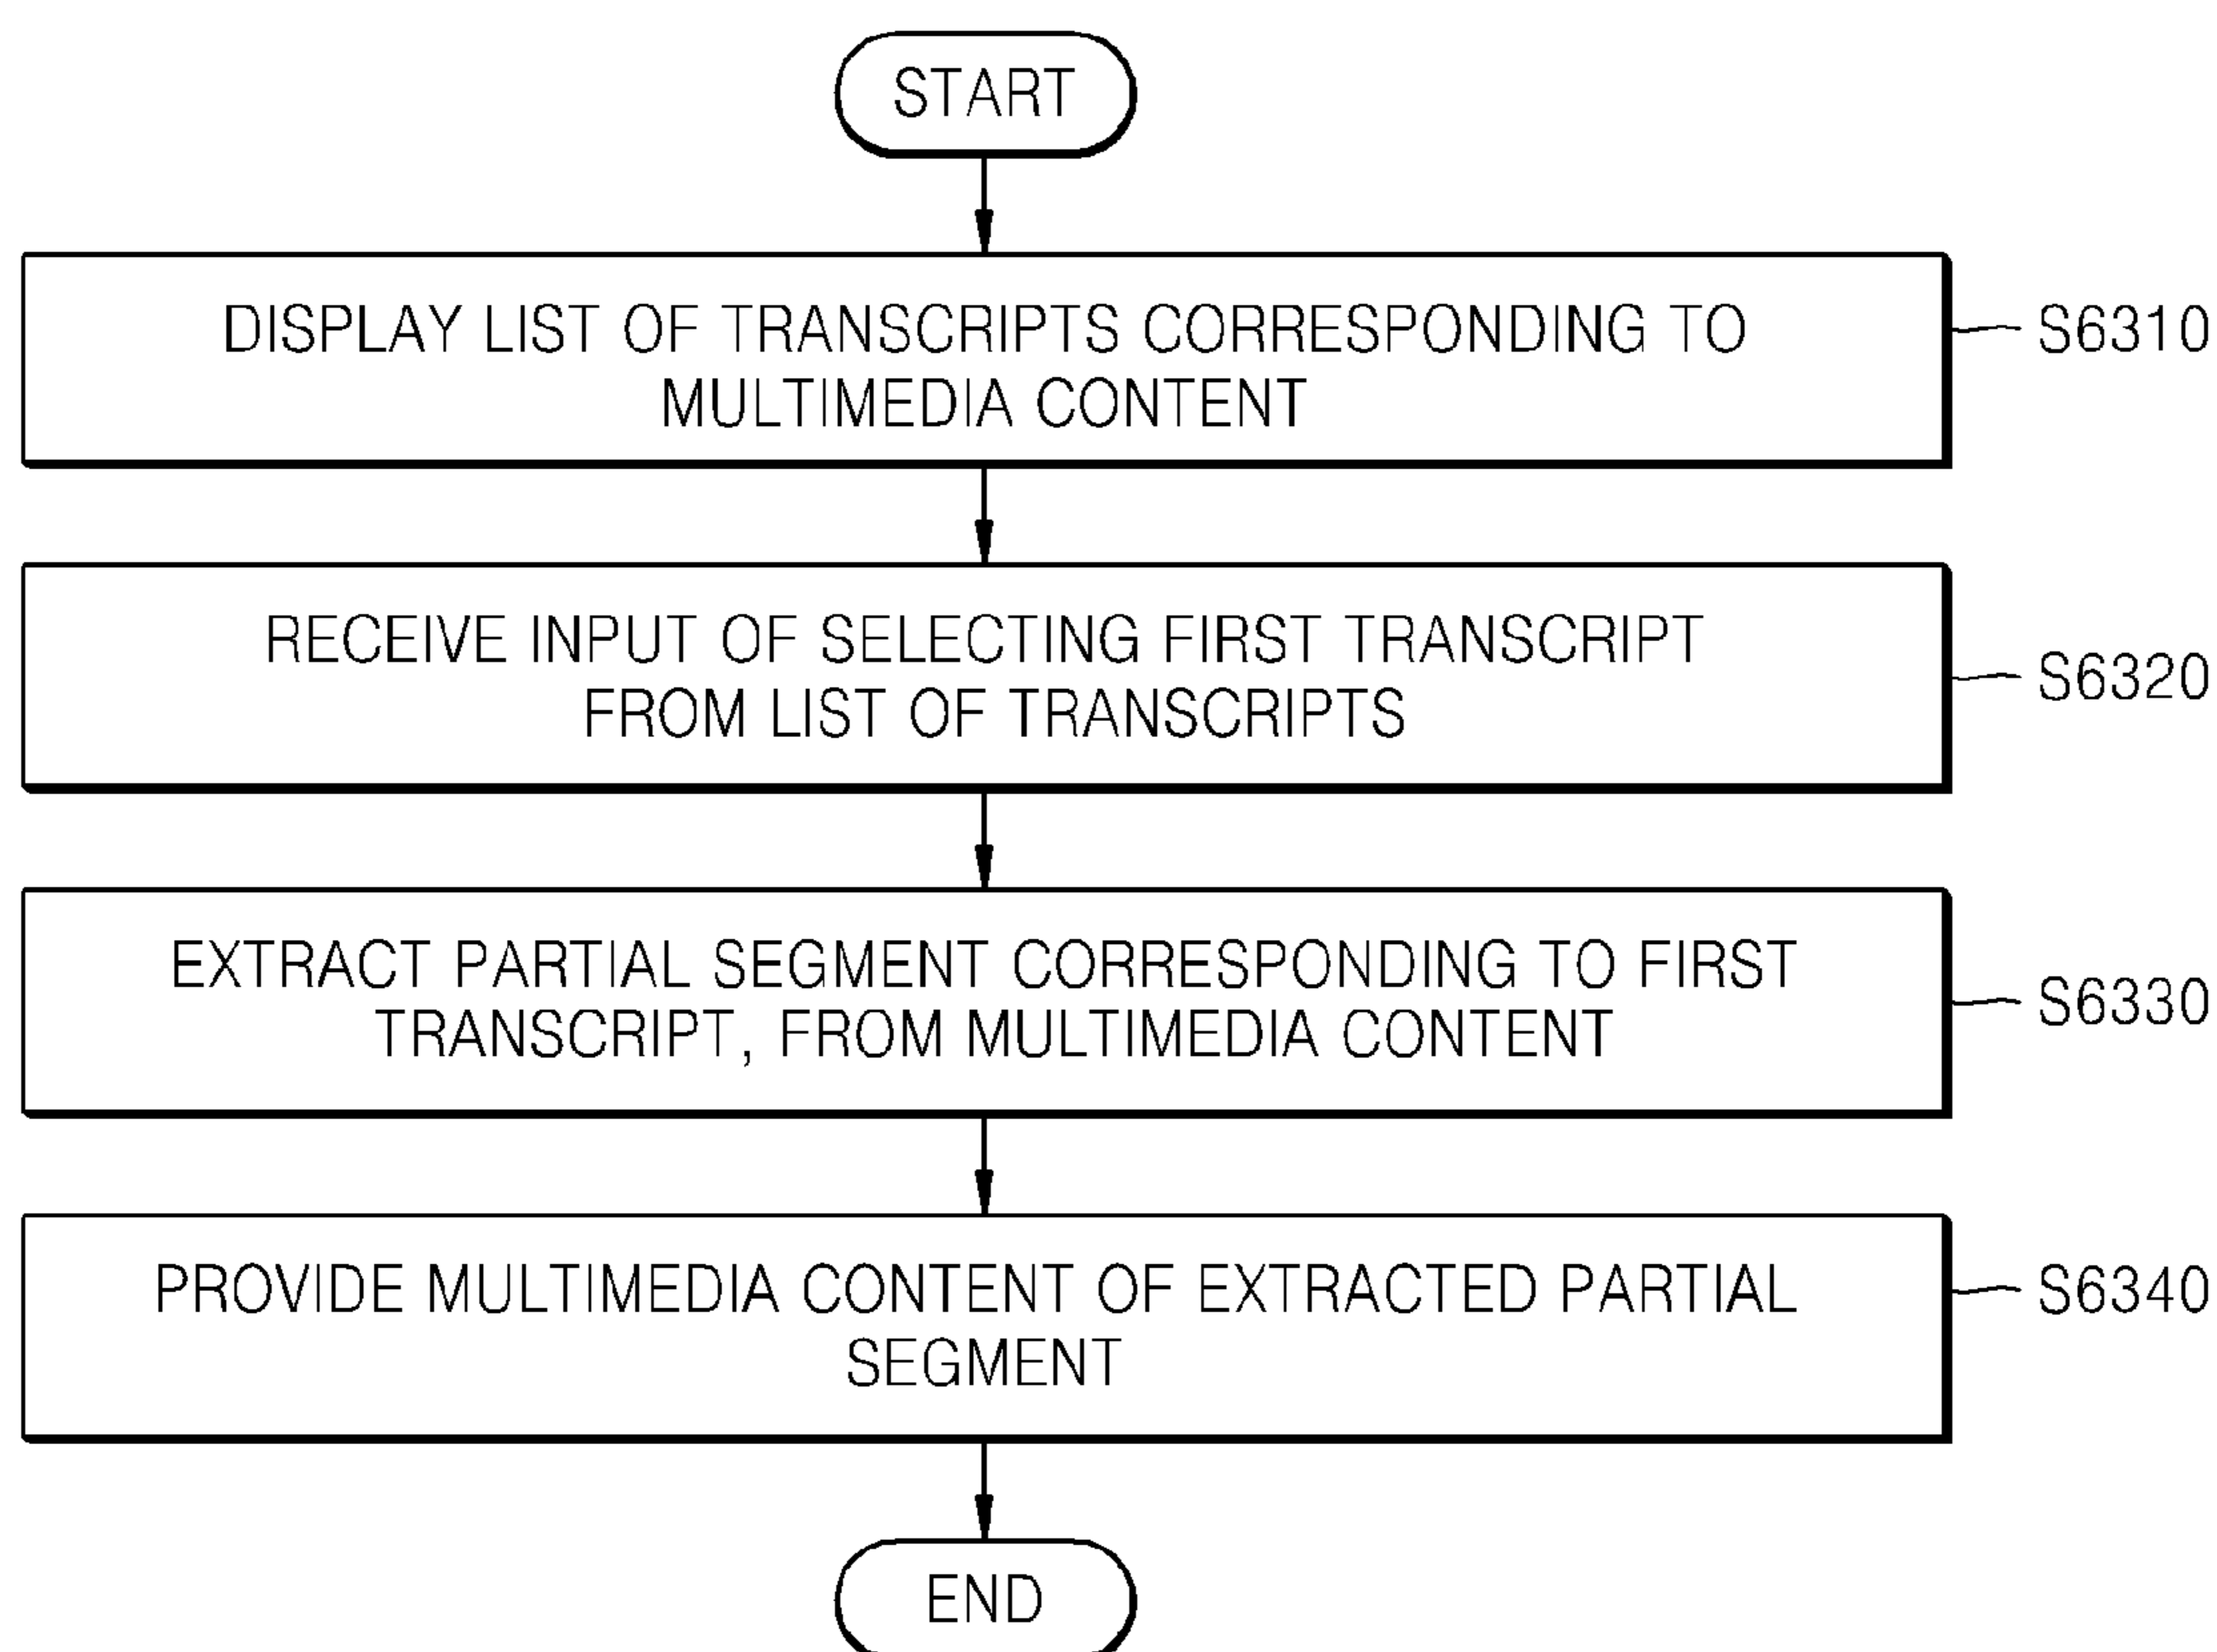 START
DISPLAY LIST OF TRANSCRIPTS CORRESPONDING TO
MULTIMEDIA CONTENT
S6310
RECEIVE INPUT OF SELECTING FIRST TRANSCRIPT
FROM LIST OF TRANSCRIPTS
S6320
EXTRACT PARTIAL SEGMENT CORRESPONDING TO FIRST
TRANSCRIPT, FROM MULTIMEDIA CONTENT
S6330
PROVIDE MULTIMEDIA CONTENT OF EXTRACTED PARTIAL
SEGMENT
S6340
END